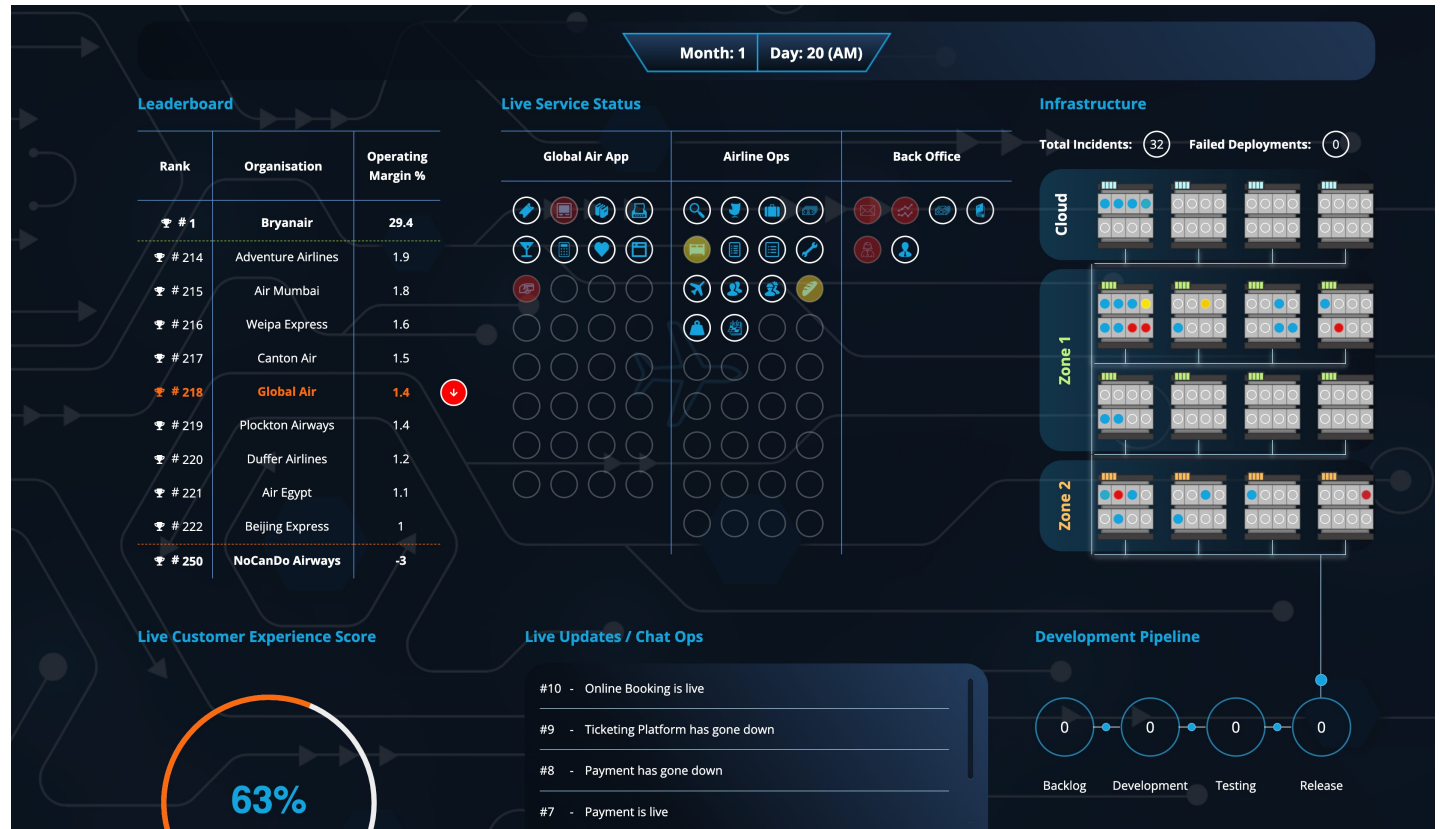 Month: 1 Day: 20 (AM)
Leaderboard
Rank Organisation Operating Margin %
# 1 Bryanair 29.4
# 214 Adventure Airlines 1.9
# 215 Air Mumbai 1.8
# 216 Weipa Express 1.6
# 217 Canton Air 1.5
# 218 Global Air 1.4
# 219 Plockton Airways 1.4
# 220 Duffer Airlines 1.2
# 221 Air Egypt 1.1
# 222 Beijing Express 1
# 250 NoCanDo Airways -3
Live Service Status
Global Air App Airline Ops Back Office
Infrastructure
Total Incidents: 32 Failed Deployments: 0
Cloud
Zone 1
Zone 2
Live Customer Experience Score
63%
Live Updates / Chat Ops
#10 - Online Booking is live
#9 - Ticketing Platform has gone down
#8 - Payment has gone down
#7 - Payment is live
Development Pipeline
0 0 0 0
Backlog Development Testing Release